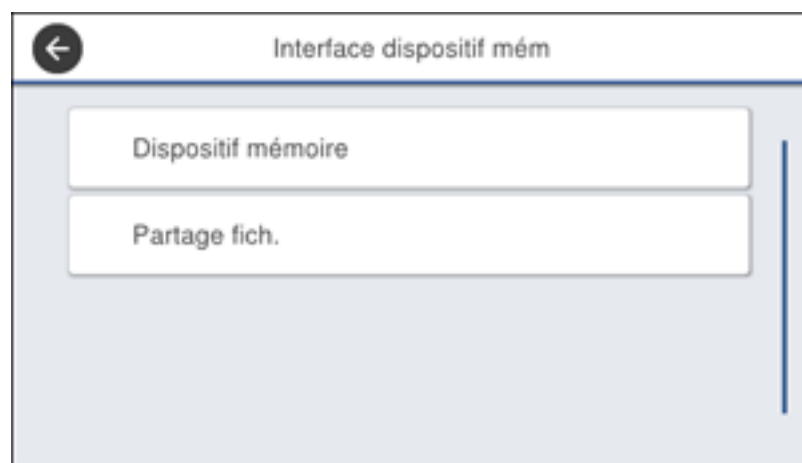 Interface dispositif mém
Dispositif mémoire
Partage fich.